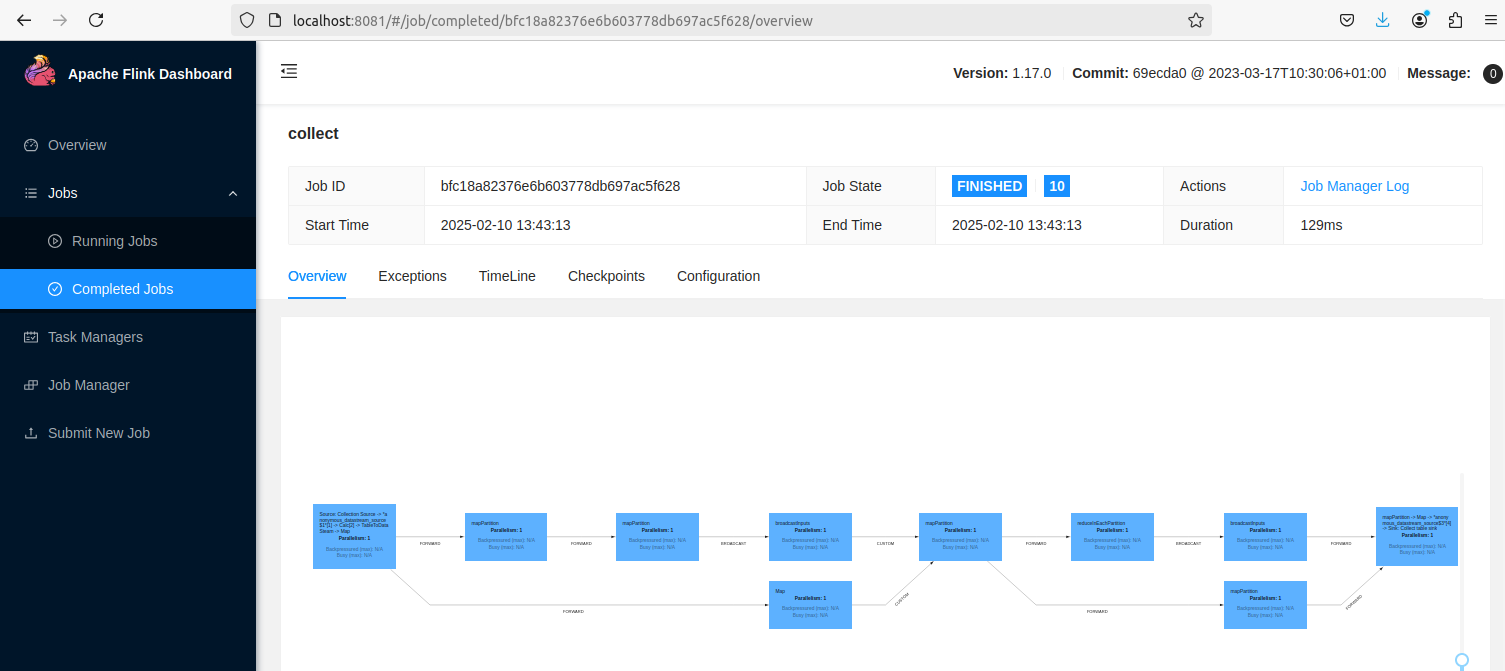 localhost:8081/#/job/completed/bfc18a82376e6b603778db697ac5f628/overview
Apache Flink Dashboard
Version: 1.17.0 Commit: 69ecda0 @ 2023-03-17T10:30:06+01:00 Message: 0
Overview
Jobs
Running Jobs
Completed Jobs
Task Managers
Job Manager
Submit New Job
collect
Job ID bfc18a82376e6b603778db697ac5f628 Job State FINISHED 10 Actions Job Manager Log
Start Time 2025-02-10 13:43:13 End Time 2025-02-10 13:43:13 Duration 129ms
Overview Exceptions TimeLine Checkpoints Configuration
Source: Collection Source -> "a
nonymous_datastream_source
$1"[1] -> Calc[2] -> TableToData
Steam -> Map
Parallelism: 1
Backpressured (max): N/A
Busy (max): N/A
FORWARD
mapPartition
Parallelism: 1
Backpressured (max): N/A
Busy (max): N/A
FORWARD
mapPartition
Parallelism: 1
Backpressured (max): N/A
Busy (max): N/A
BROADCAST
broadcastInputs
Parallelism: 1
Backpressured (max): N/A
Busy (max): N/A
CUSTOM
mapPartition
Parallelism: 1
Backpressured (max): N/A
Busy (max): N/A
FORWARD
reduceInEachPartition
Parallelism: 1
Backpressured (max): N/A
Busy (max): N/A
BROADCAST
broadcastInputs
Parallelism: 1
Backpressured (max): N/A
Busy (max): N/A
FORWARD
mapPartition -> Map -> "anony
mous_datastream_source$3"[4]
-> Sink: Collect table sink
Parallelism: 1
Backpressured (max): N/A
Busy (max): N/A
FORWARD
Map
Parallelism: 1
Backpressured (max): N/A
Busy (max): N/A
CUSTOM
FORWARD
mapPartition
Parallelism: 1
Backpressured (max): N/A
Busy (max): N/A
FORWARD